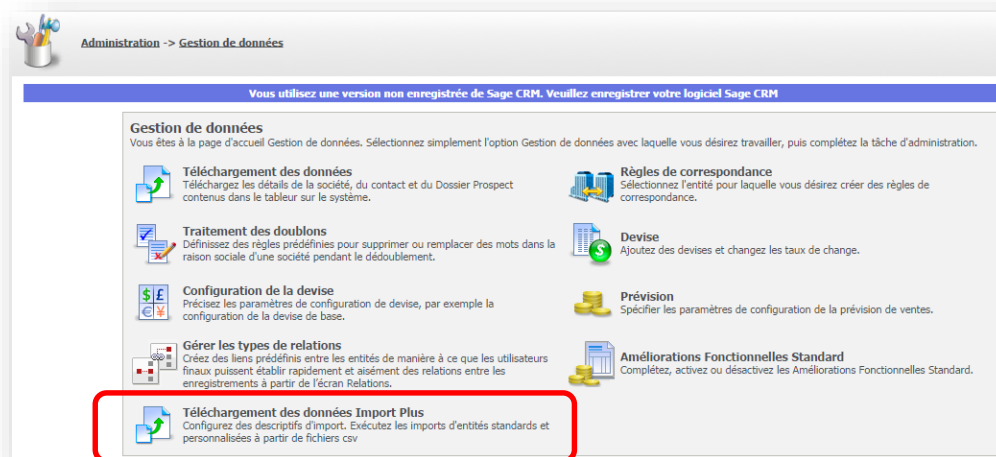 Administration -> Gestion de données
Vous utilisez une version non enregistrée de Sage CRM. Veuillez enregistrer votre logiciel Sage CRM
Gestion de données
Vous êtes à la page d'accueil Gestion de données. Sélectionnez simplement l'option Gestion de données avec laquelle vous désirez travailler, puis complétez la tâche d'administration.
Téléchargement des données
Téléchargez les détails de la société, du contact et du Dossier Prospect
contenus dans le tableur sur le système.
Règles de correspondance
Sélectionnez l'entité pour laquelle vous désirez créer des règles de
correspondance.
Traitement des doublons
Définissez des règles prédéfinies pour supprimer ou remplacer des mots dans la
raison sociale d'une société pendant le dédoublement.
Devise
Ajoutez des devises et changez les taux de change.
Configuration de la devise
Précisez les paramètres de configuration de devise, par exemple la
configuration de la devise de base.
Prévision
Spécifier les paramètres de configuration de la prévision de ventes.
Gérer les types de relations
Créez des liens prédéfinis entre les entités de manière à ce que les utilisateurs
finaux puissent établir rapidement et aisément des relations entre les
enregistrements à partir de l'écran Relations.
Améliorations Fonctionnelles Standard
Complétez, activez ou désactivez les Améliorations Fonctionnelles Standard.
Téléchargement des données Import Plus
Configurez des descriptifs d'import. Exécutez les imports d'entités standards et
personnalisées à partir de fichiers csv